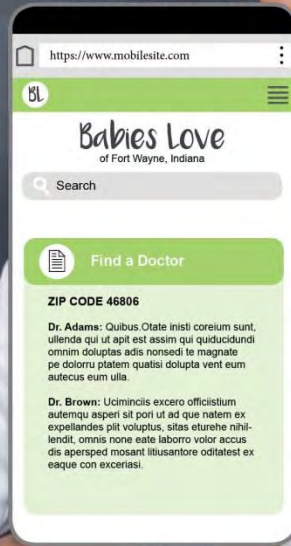 https://www.mobilesite.com
BL
Babies Love
of Fort Wayne, Indiana
Search
Find a Doctor
ZIP CODE 46806
Dr. Adams: Quibus.Otate inisti coreium sunt,
ullenda qui ut apit est assim qui quiducidundi
omnim doluptas adis nonsedi te magnate
pe dolorru ptatem quatisi dolupta vent eum
autecus eum ulla.
Dr. Brown: Uciminciis excero officiistium
autemqu asperi sit pori ut ad que natem ex
expellandes plit voluptus, sitas eturehe nihil-
lendit, omnis none eate laborro volor accus
dis apersped mosant litiusantore oditatest ex
eaque con exceriasi.